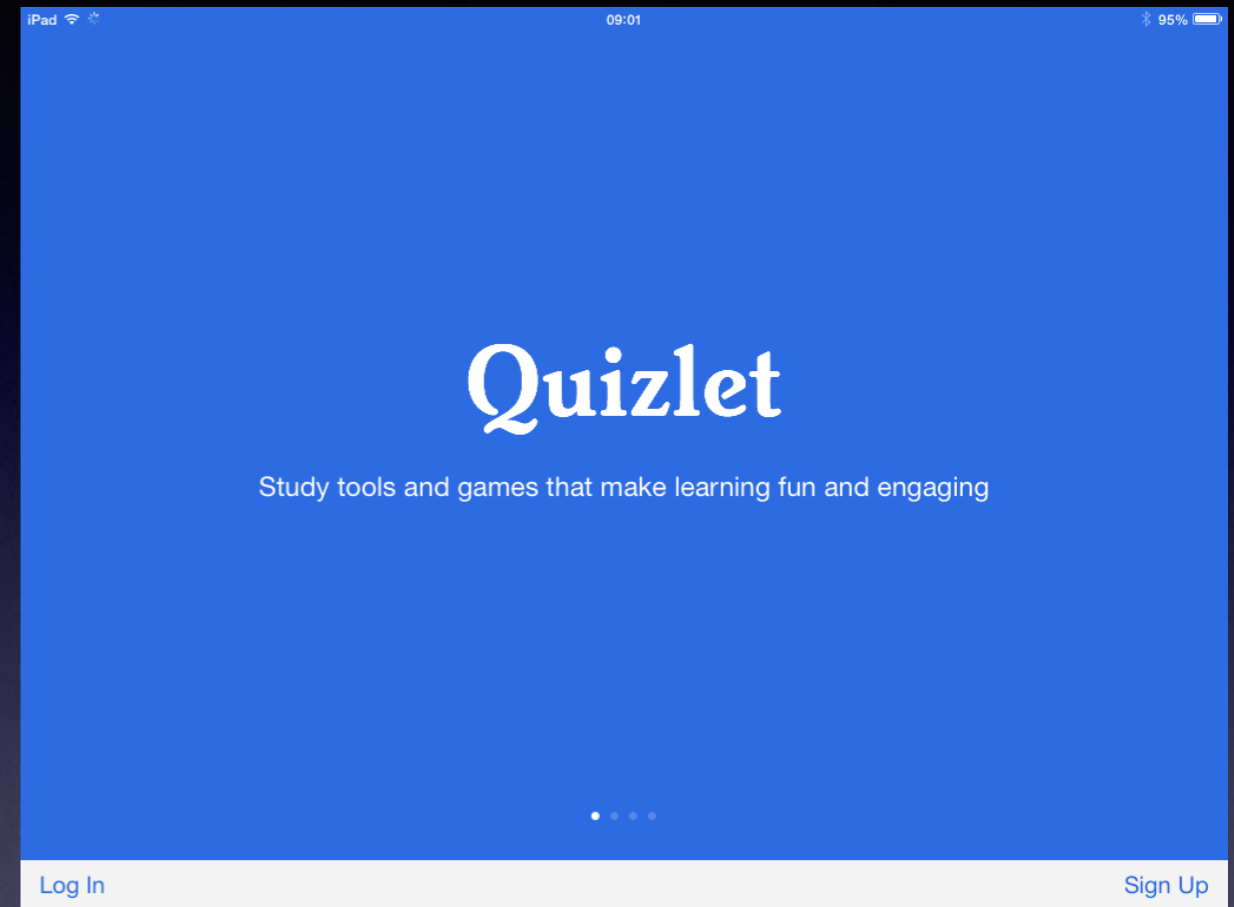 iPad 09:01 95%
Quizlet
Study tools and games that make learning fun and engaging
Log In Sign Up